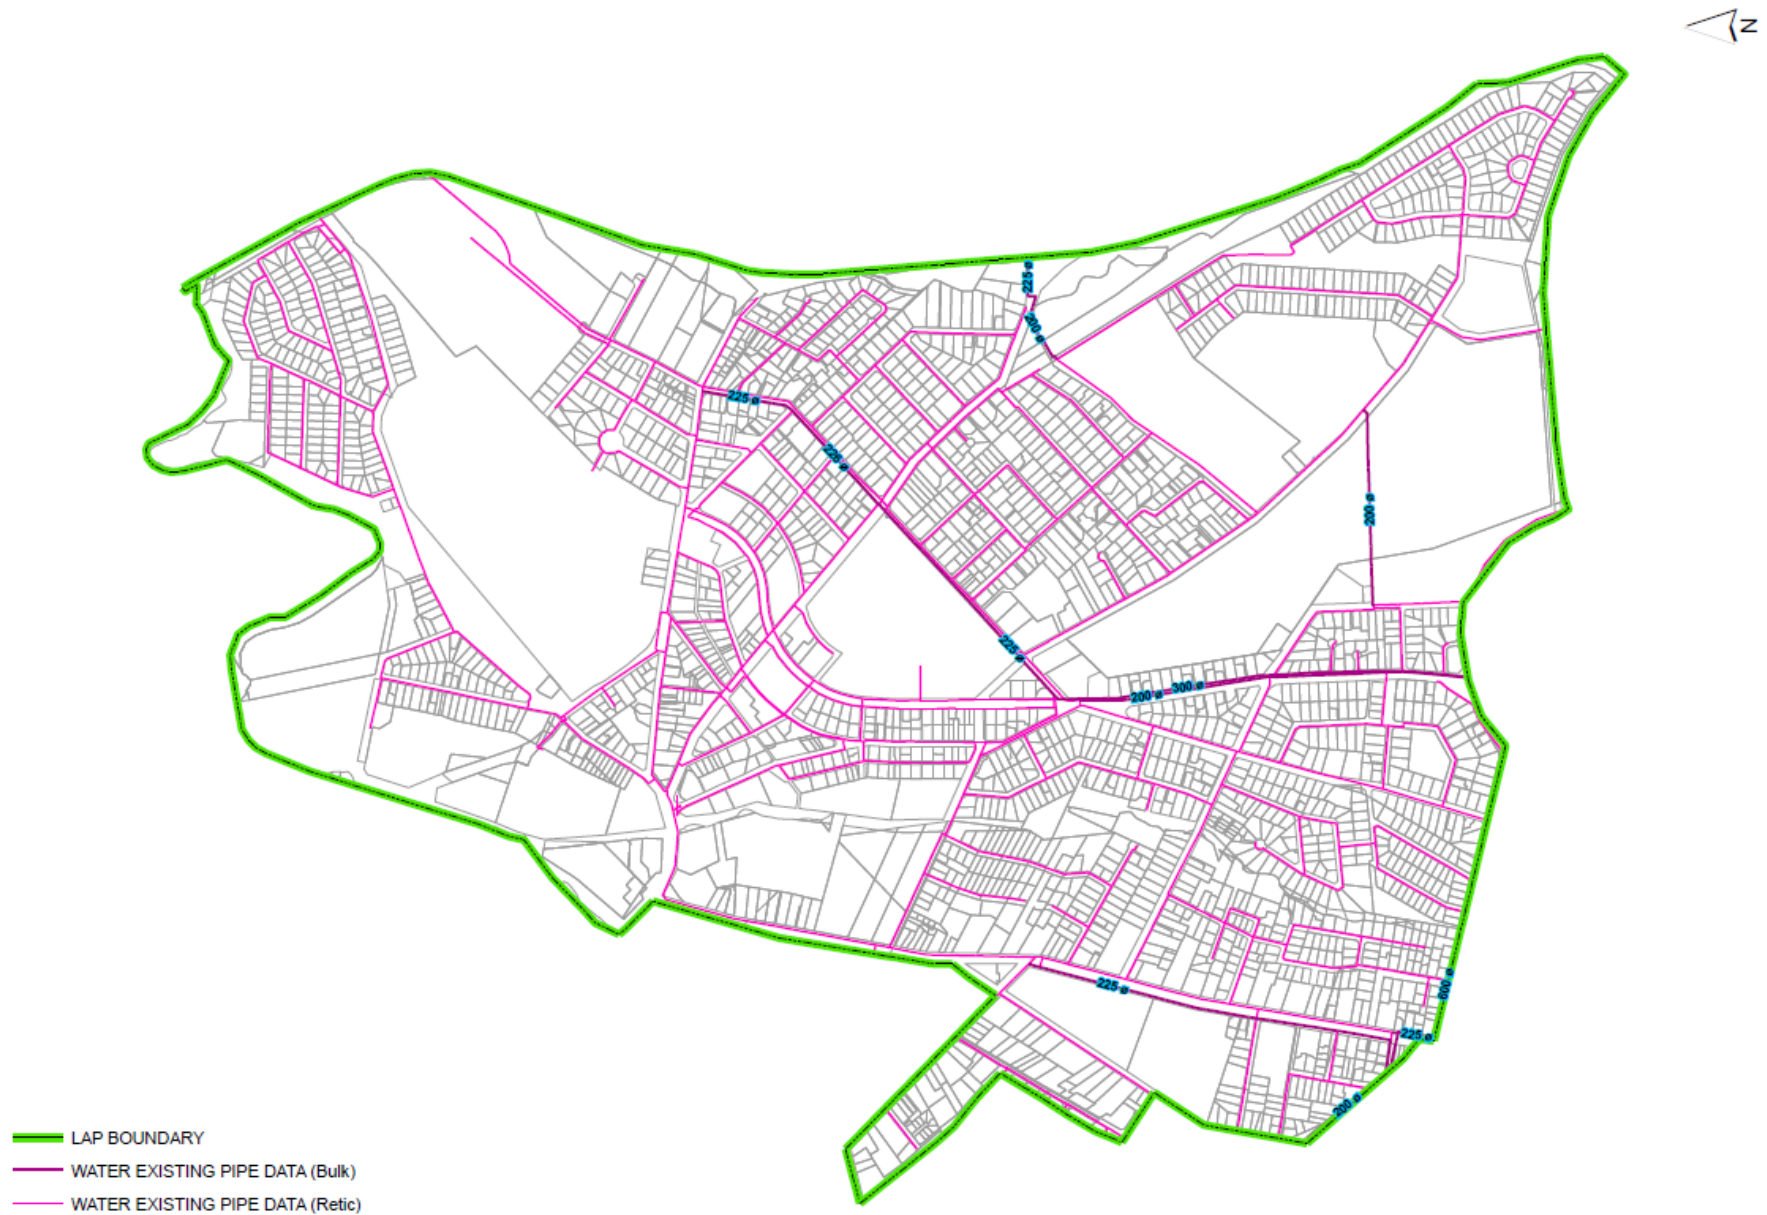 N
225 ø
200 ø
225 ø
225 ø
200 ø
225 ø
200 ø 300 ø
225 ø
600 ø
225 ø
200 ø
LAP BOUNDARY
WATER EXISTING PIPE DATA (Bulk)
WATER EXISTING PIPE DATA (Retic)